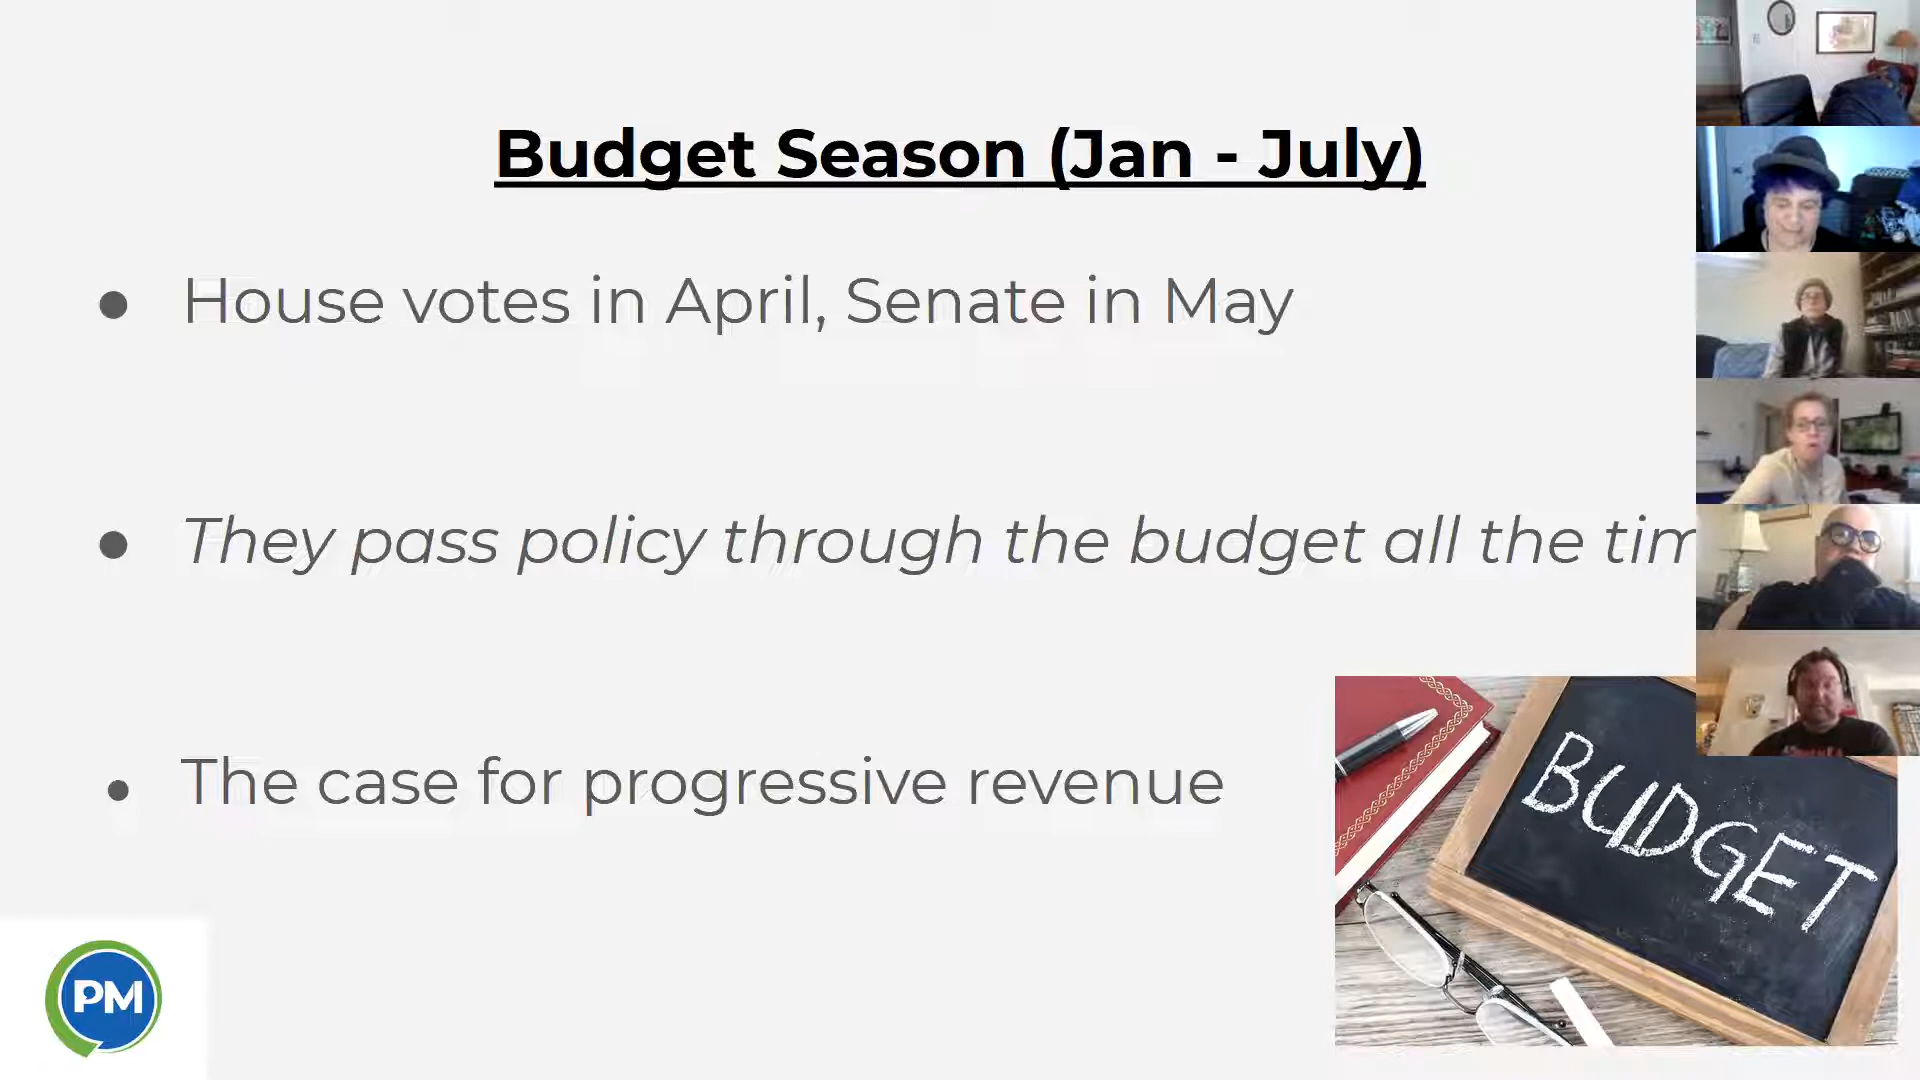 Budget Season (Jan - July)
House votes in April, Senate in May
They pass policy through the budget all the tim
The case for progressive revenue
BUDGET
PM